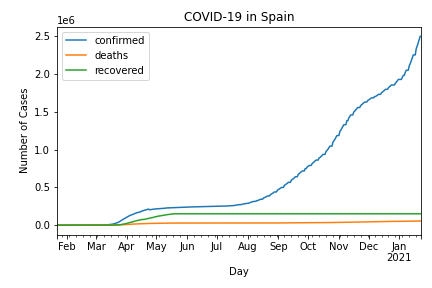 COVID-19 in Spain
1e6
confirmed
deaths
recovered
2.5
2.0
1.5
1.0
0.5
0.0
Number of Cases
Feb Mar Apr May Jun Jul Aug Sep Oct Nov Dec Jan
2021
Day